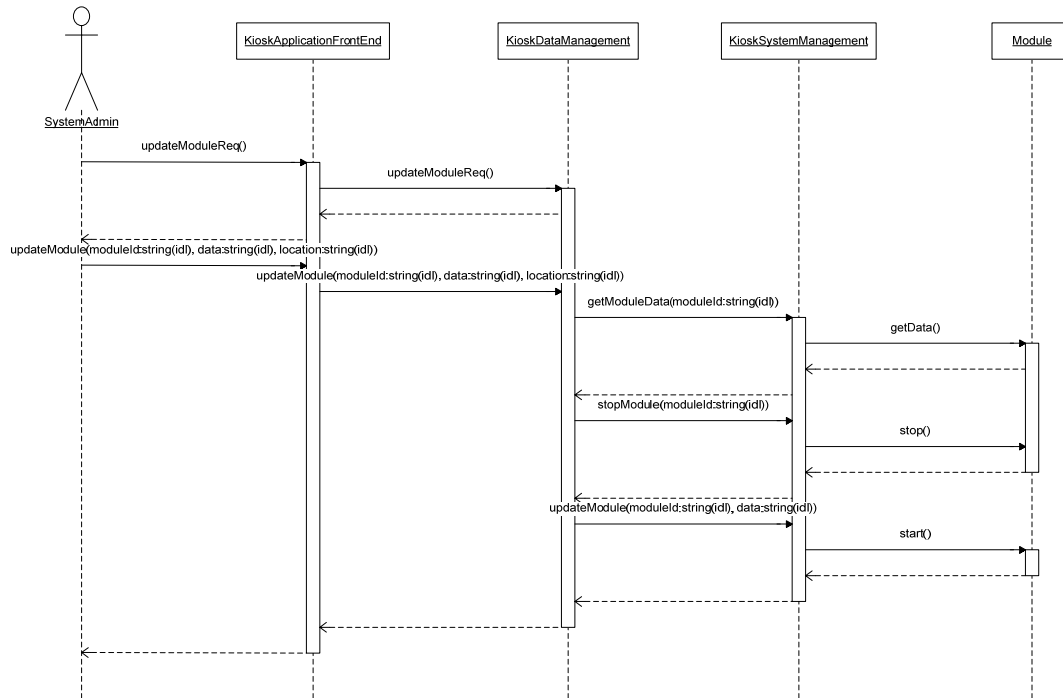 KioskApplicationFrontEnd
KioskDataManagement
KioskSystemManagement
Module
SystemAdmin
updateModuleReq()
updateModuleReq()
updateModule(moduleId:string(idl), data:string(idl), location:string(idl))
updateModule(moduleId:string(idl), data:string(idl), location:string(idl))
getModuleData(moduleId:string(idl))
getData()
stopModule(moduleId:string(idl))
stop()
updateModule(moduleId:string(idl), data:string(idl))
start()